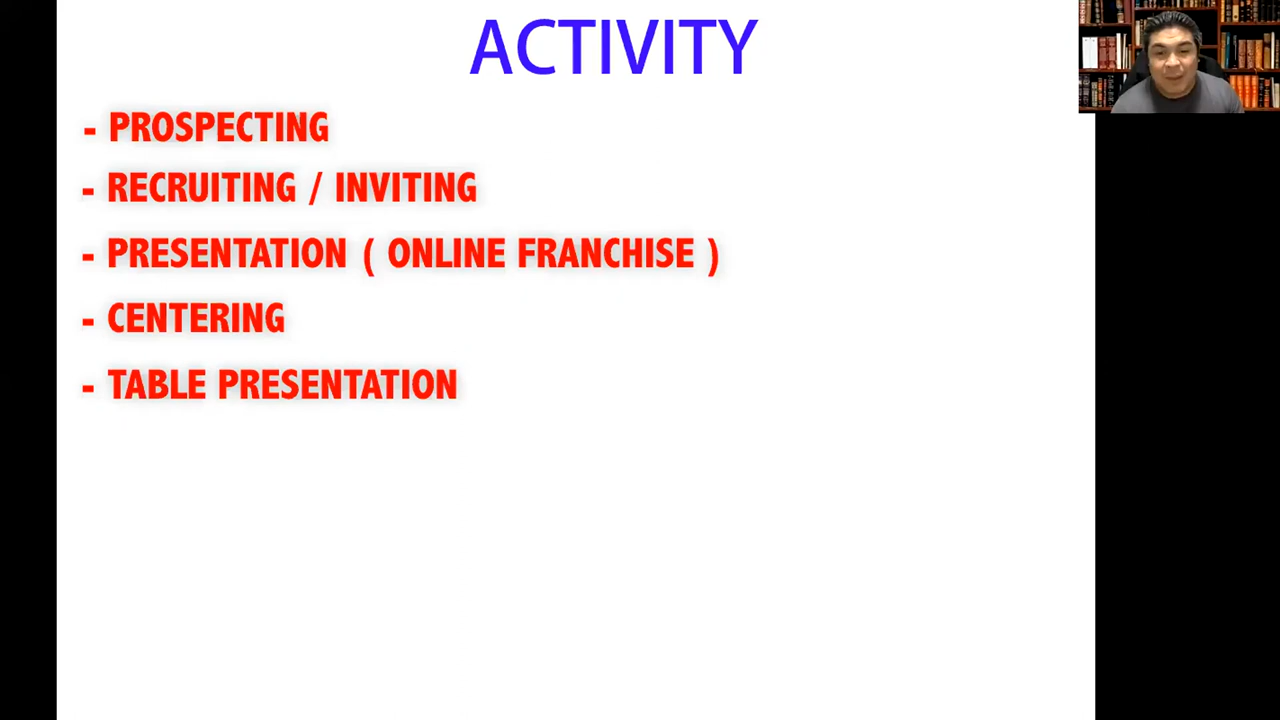 ACTIVITY
- PROSPECTING
- RECRUITING / INVITING
- PRESENTATION ( ONLINE FRANCHISE )
- CENTERING
- TABLE PRESENTATION